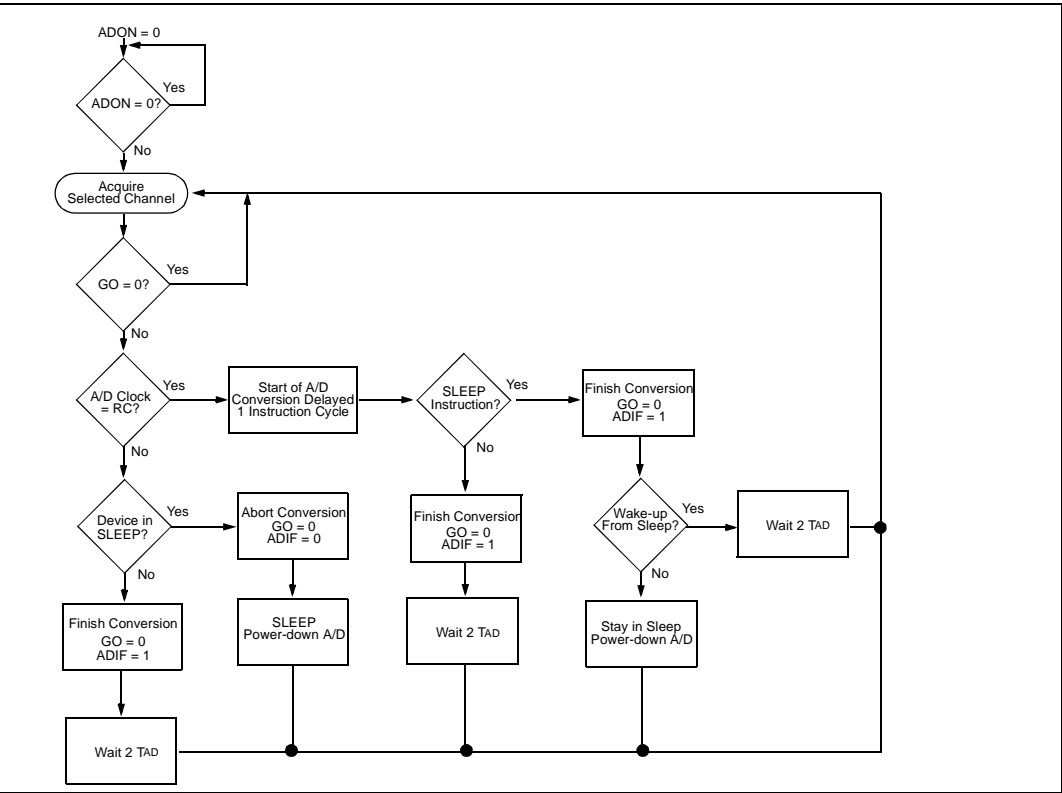 ADON = 0
Yes
ADON = 0?
No
Acquire
Selected Channel
Yes
GO = 0?
No
Yes
A/D Clock
= RC?
No
Start of A/D
Conversion Delayed
1 Instruction Cycle
SLEEP
Instruction?
Yes
No
Finish Conversion
GO = 0
ADIF = 1
Device in
SLEEP?
Yes
No
Abort Conversion
GO = 0
ADIF = 0
Finish Conversion
GO = 0
ADIF = 1
Wake-up
From Sleep?
Yes
No
Wait 2 TAD
Finish Conversion
GO = 0
ADIF = 1
SLEEP
Power-down A/D
Wait 2 TAD
Stay in Sleep
Power-down A/D
Wait 2 TAD